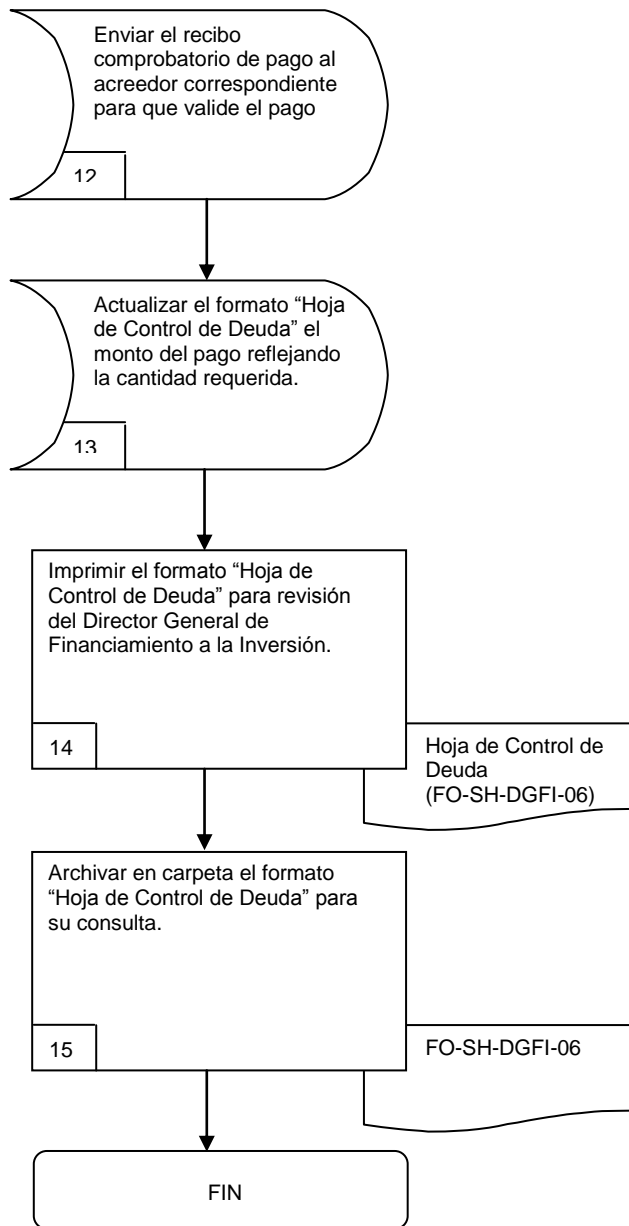 Enviar el recibo
comprobatorio de pago al
acreedor correspondiente
para que valide el pago
12
Actualizar el formato “Hoja
de Control de Deuda” el
monto del pago reflejando
la cantidad requerida.
13
Imprimir el formato “Hoja de
Control de Deuda” para revisión
del Director General de
Financiamiento a la Inversión.
14
Hoja de Control de
Deuda
(FO-SH-DGFI-06)
Archivar en carpeta el formato
“Hoja de Control de Deuda” para
su consulta.
15
FO-SH-DGFI-06
FIN